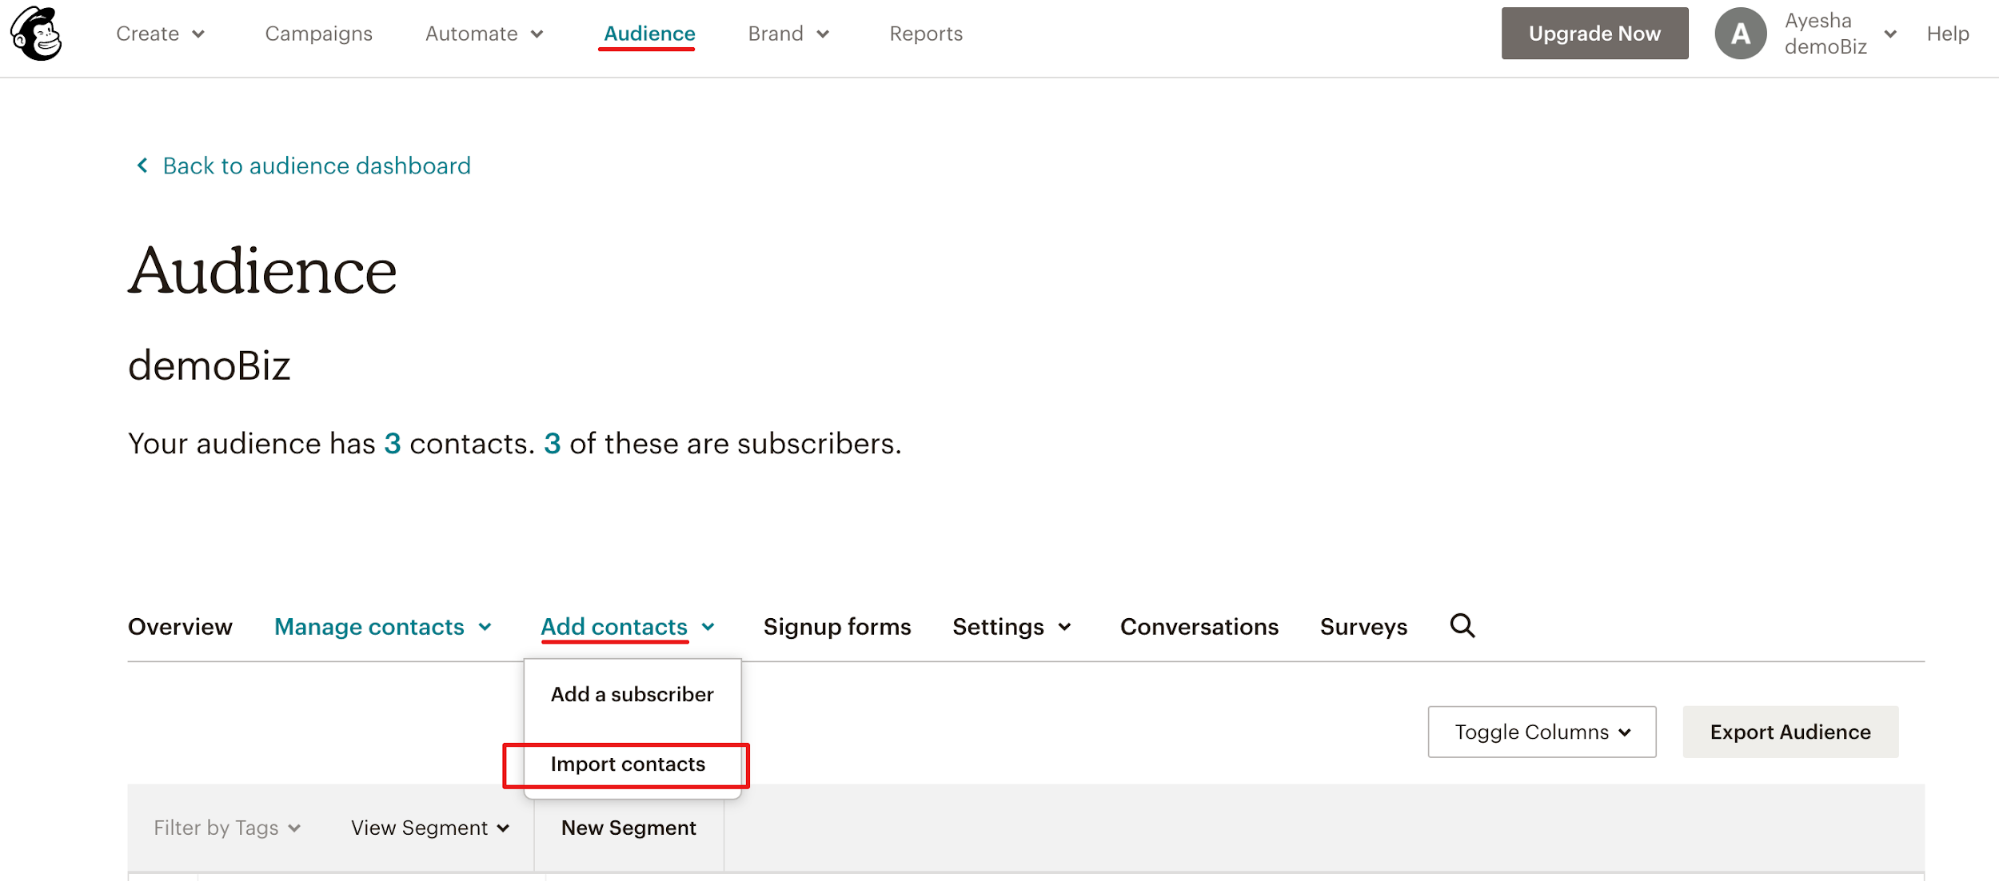 Create Campaigns Automate Audience Brand Reports Upgrade Now A Ayesha Help
demoBiz
Back to audience dashboard
Audience
demoBiz
Your audience has 3 contacts. 3 of these are subscribers.
Overview Manage contacts Add contacts Signup forms Settings Conversations Surveys
Add a subscriber
Toggle Columns Export Audience
Import contacts
Filter by Tags View Segment New Segment